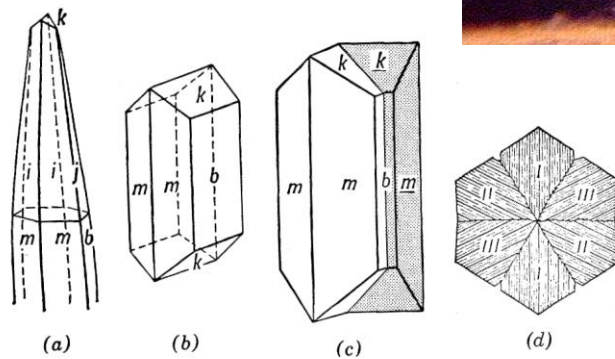 k
i i j
m m b
(a)
k
m m b
k
(b)
k k
m m b m
(c)
I
II III
III II
I
(d)